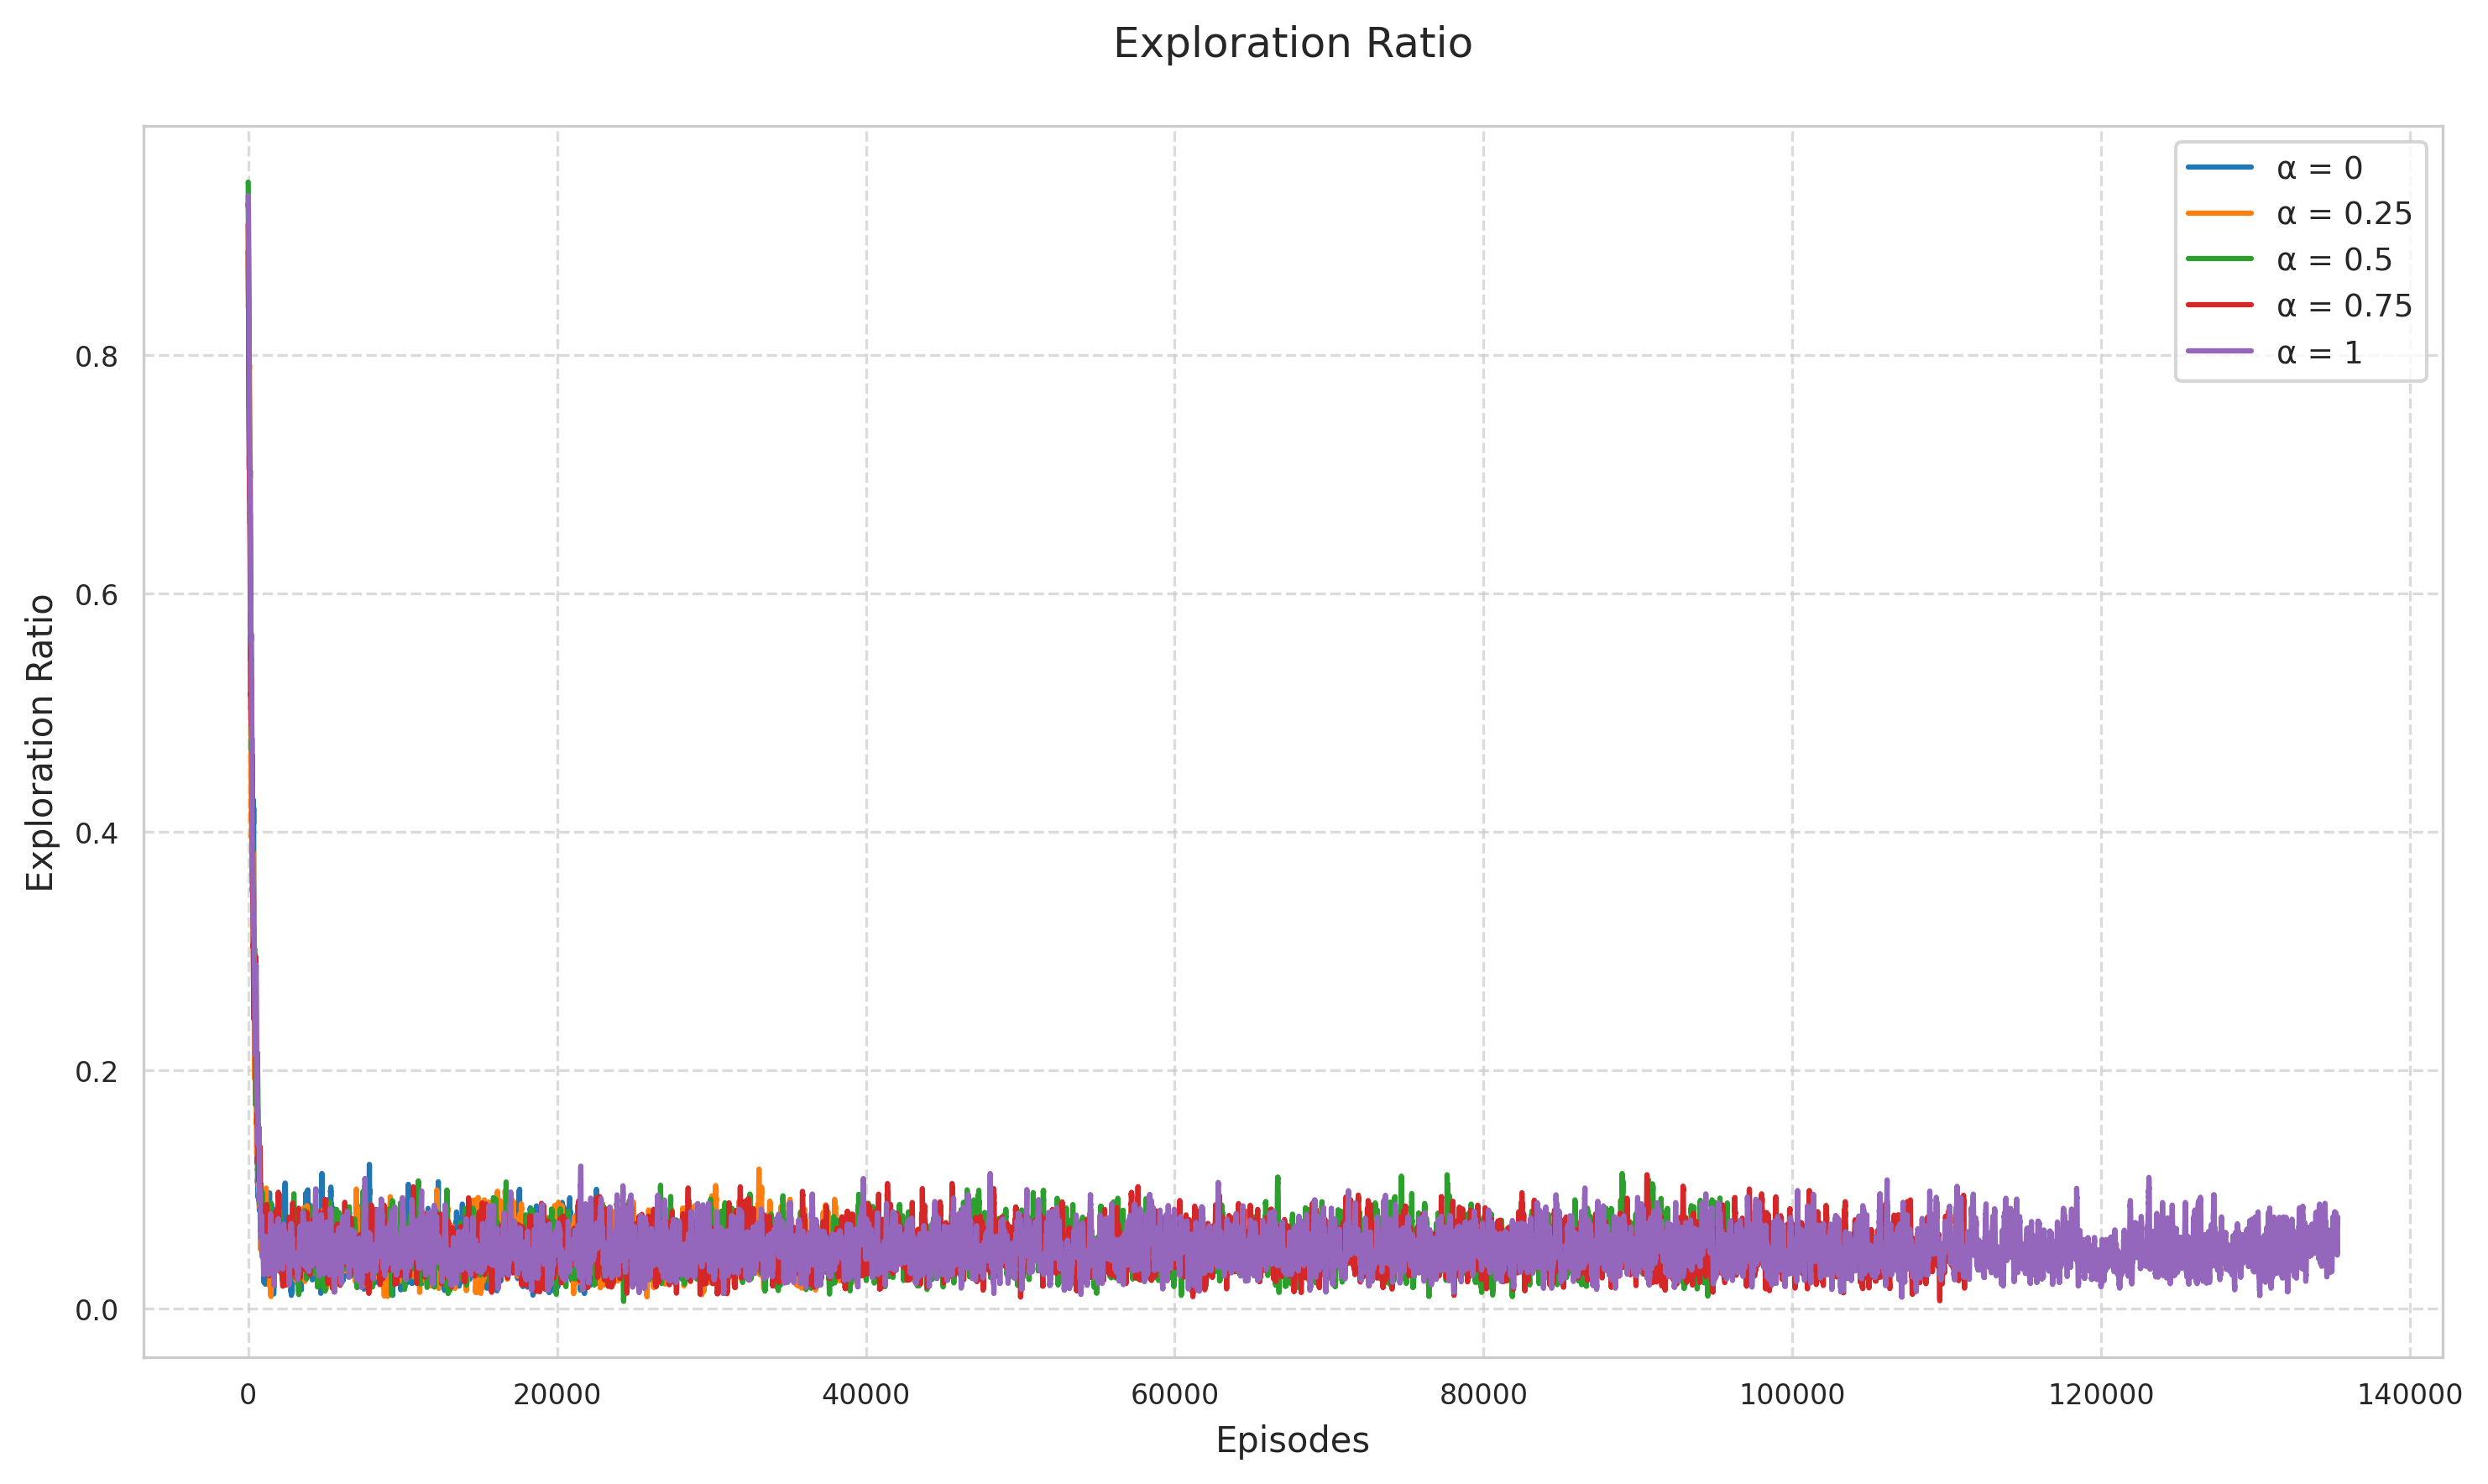 Exploration Ratio
α = 0
α = 0.25
α = 0.5
α = 0.75
α = 1
Exploration Ratio
0.8
0.6
0.4
0.2
0.0
0 20000 40000 60000 80000 100000 120000 140000
Episodes